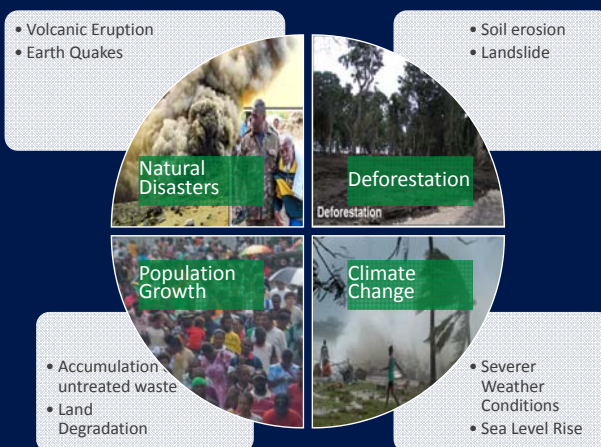 • Volcanic Eruption
• Earth Quakes
• Soil erosion
• Landslide
Natural
Disasters
Deforestation
Deforestation
Population
Growth
Climate
Change
• Accumulation
untreated waste
• Land
Degradation
• Severer
Weather
Conditions
• Sea Level Rise